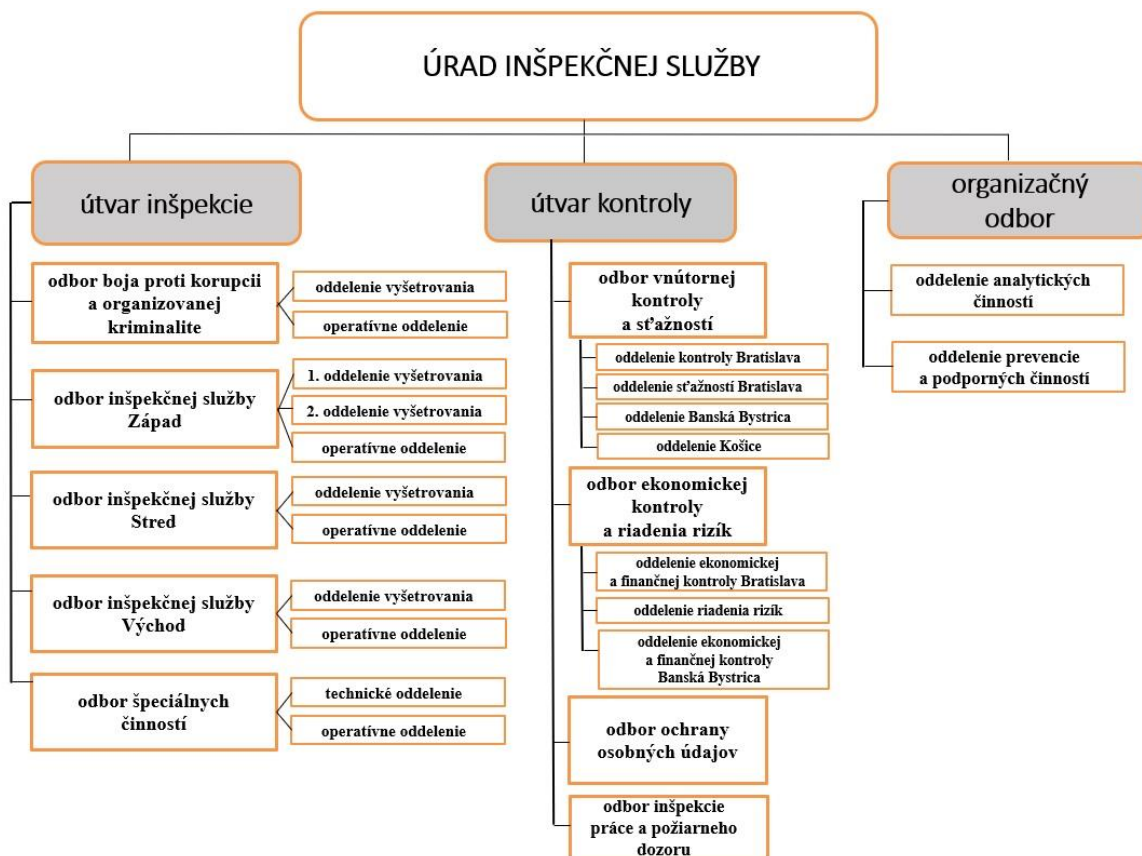 ÚRAD INŠPEKČNEJ SLUŽBY
útvar inšpekcie
odbor boja proti korupcii
a organizovanej
kriminalite
oddelenie vyšetrovania
operatívne oddelenie
odbor inšpekčnej služby
Západ
1. oddelenie vyšetrovania
2. oddelenie vyšetrovania
operatívne oddelenie
odbor inšpekčnej služby
Stred
oddelenie vyšetrovania
operatívne oddelenie
odbor inšpekčnej služby
Východ
oddelenie vyšetrovania
operatívne oddelenie
odbor špeciálnych
činností
technické oddelenie
operatívne oddelenie
útvar kontroly
odbor vnútornej
kontroly
a sťažností
oddelenie kontroly Bratislava
oddelenie sťažností Bratislava
oddelenie Banská Bystrica
oddelenie Košice
odbor ekonomickej
kontroly
a riadenia rizík
oddelenie ekonomickej
a finančnej kontroly Bratislava
oddelenie riadenia rizík
oddelenie ekonomickej
a finančnej kontroly
Banská Bystrica
odbor ochrany
osobných údajov
odbor inšpekcie
práce a požiarneho
dozoru
organizačný
odbor
oddelenie analytických
činností
oddelenie prevencie
a podporných činností